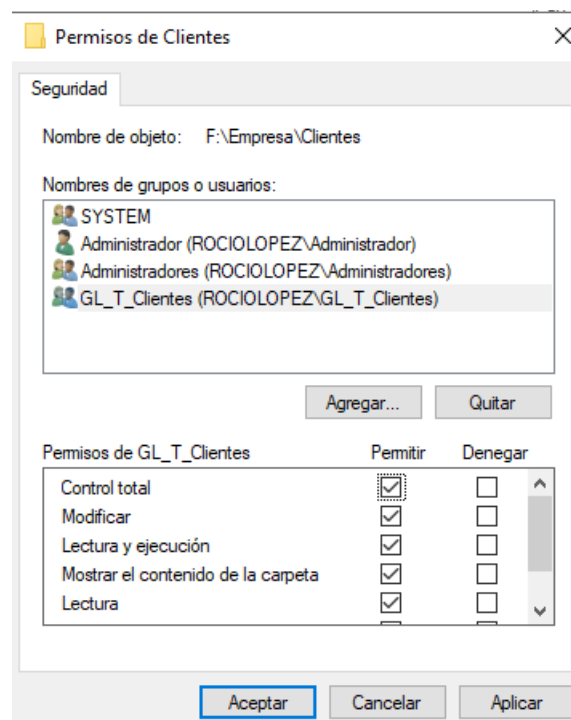 Permisos de Clientes
Seguridad
Nombre de objeto: F:\Empresa\Clientes
Nombres de grupos o usuarios:
SYSTEM
Administrador (ROCIOLOPEZ\Administrador)
Administradores (ROCIOLOPEZ\Administradores)
GL_T_Clientes (ROCIOLOPEZ\GL_T_Clientes)
Agregar... Quitar
Permisos de GL_T_Clientes Permitir Denegar
Control total
Modificar
Lectura y ejecución
Mostrar el contenido de la carpeta
Lectura
Aceptar Cancelar Aplicar